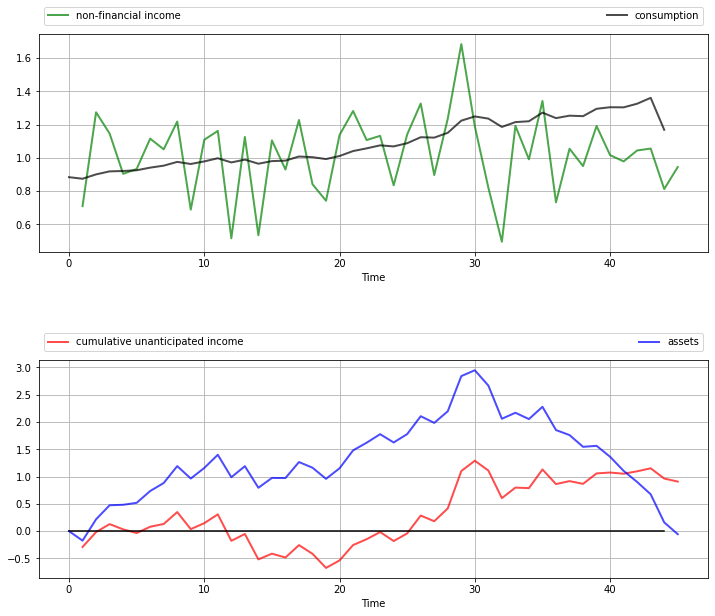 non-financial income consumption
1.6
1.4
1.2
1.0
0.8
0.6
0 10 20 30 40
Time
cumulative unanticipated income assets
3.0
2.5
2.0
1.5
1.0
0.5
0.0
−0.5
0 10 20 30 40
Time